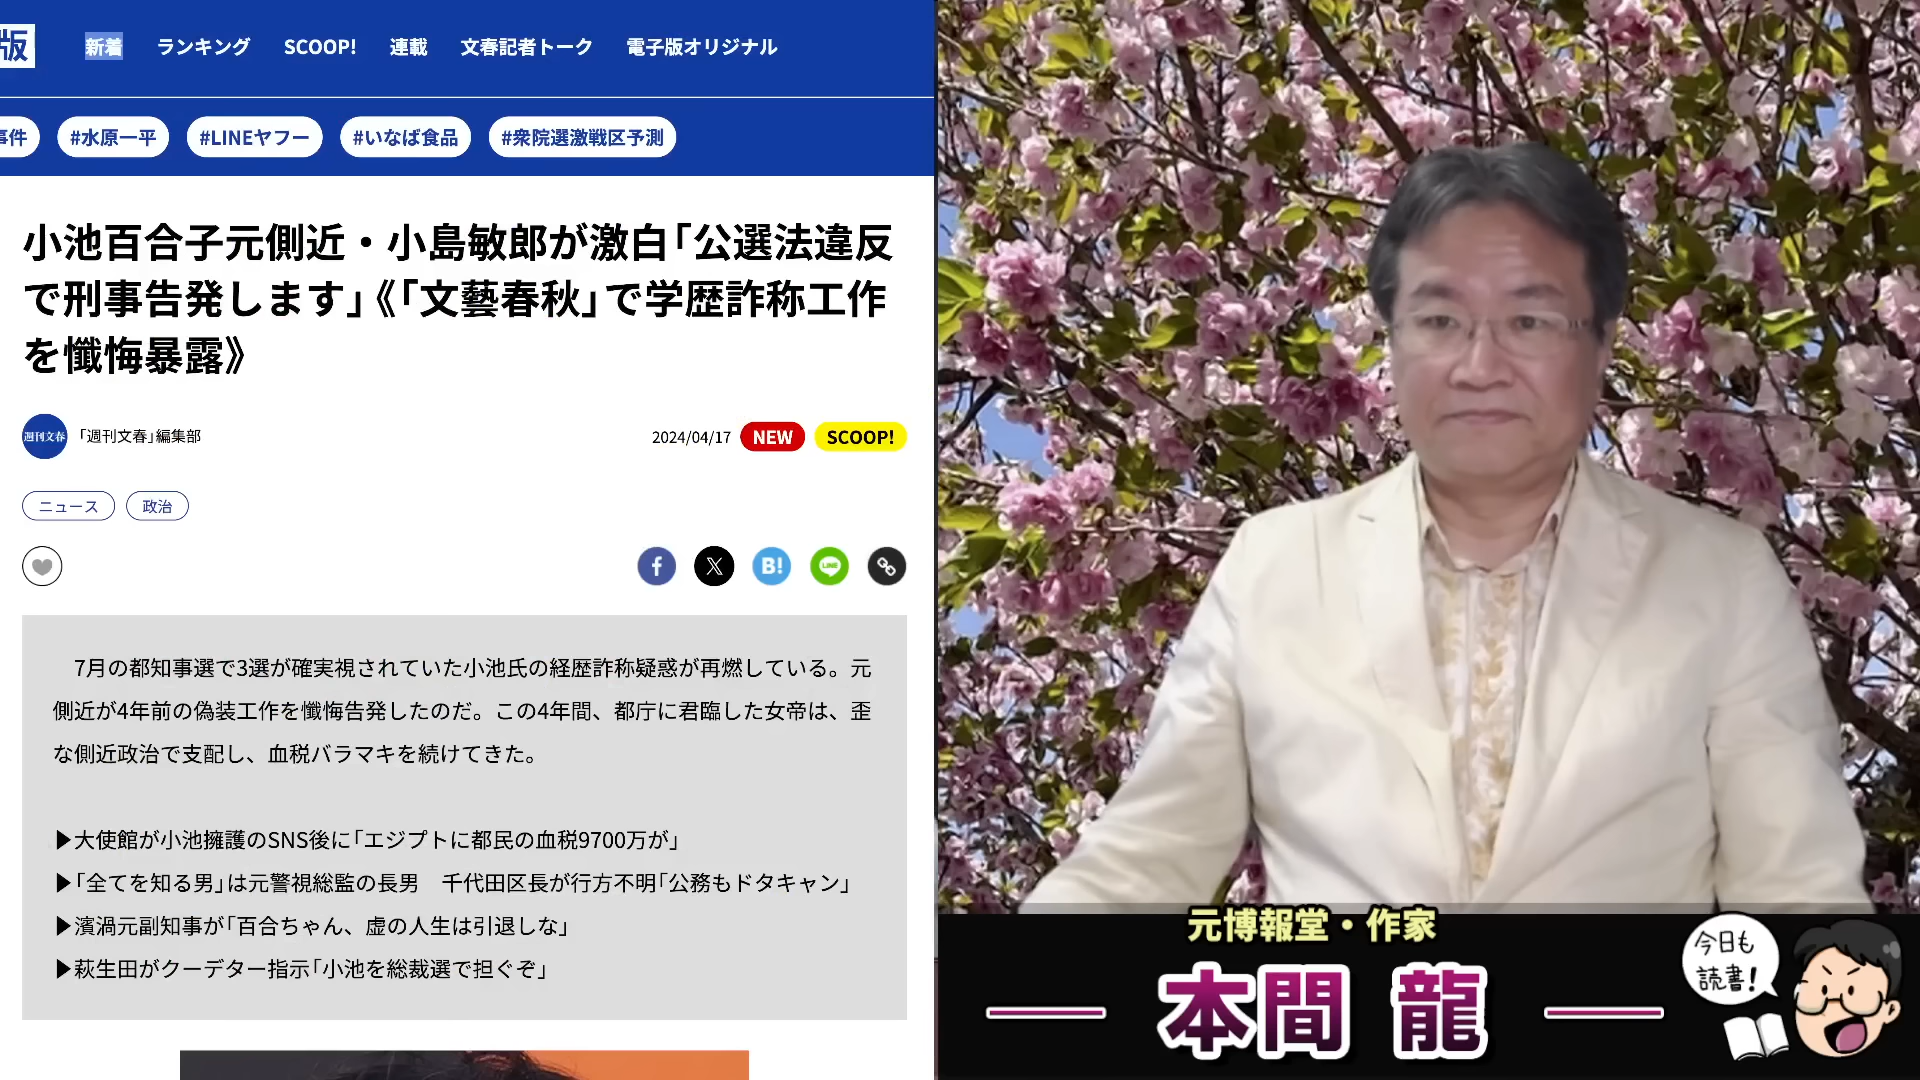 版
新着 ランキング SCOOP! 連載 文春記者トーク 電子版オリジナル
事件 #水原一平 #LINEヤフー #いなば食品 #衆院選激戦区予測
小池百合子元側近・小島敏郎が激白「公選法違反
で刑事告発します」《「文藝春秋」で学歴詐称工作
を懺悔暴露》
週刊文春 「週刊文春」編集部 2024/04/17 NEW SCOOP!
ニュース 政治
f X B! LINE
7月の都知事選で3選が確実視されていた小池氏の経歴詐称疑惑が再燃している。元
側近が4年前の偽装工作を懺悔告発したのだ。この4年間、都庁に君臨した女帝は、歪
な側近政治で支配し、血税バラマキを続けてきた。
▶大使館が小池擁護のSNS後に「エジプトに都民の血税9700万が」
▶「全てを知る男」は元警視総監の長男　千代田区長が行方不明「公務もドタキャン」
▶濱渦元副知事が「百合ちゃん、虚の人生は引退しな」
▶萩生田がクーデター指示「小池を総裁選で担ぐぞ」
元博報堂・作家
本間 龍
今日も
読書!